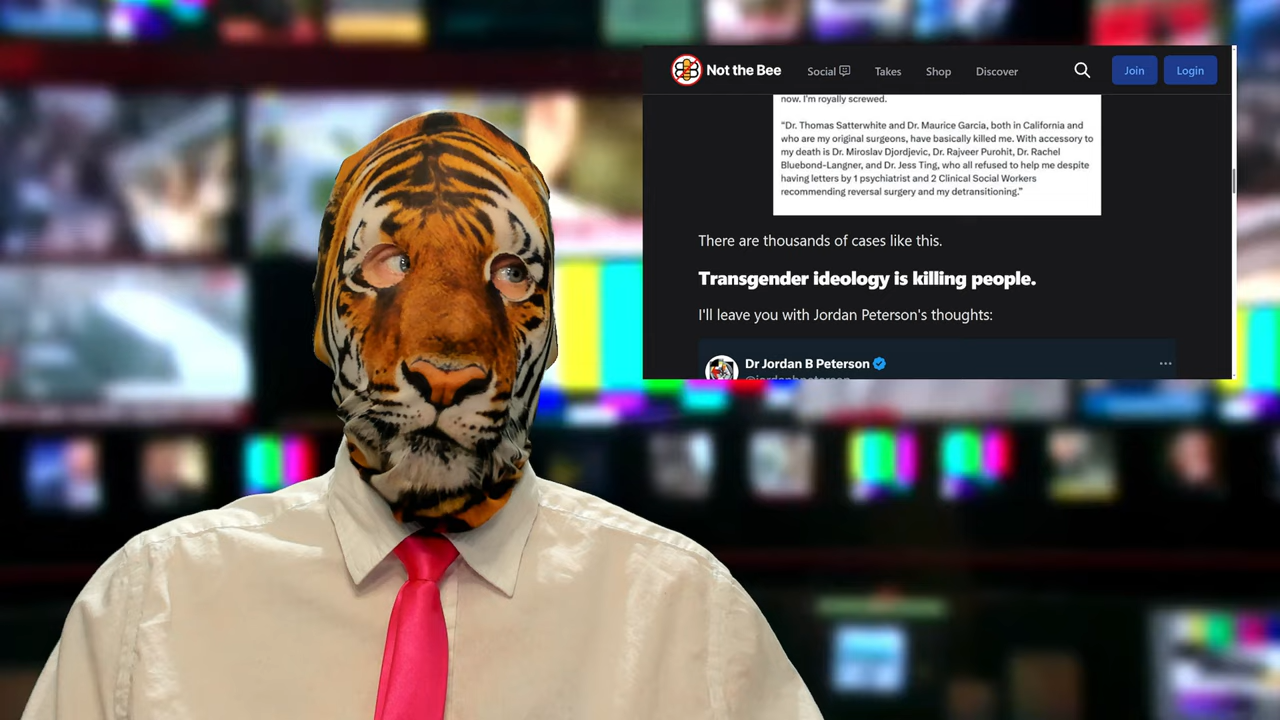 Not the Bee
Social
Takes
Shop
Discover
Join
Login
now. I'm royally screwed.
"Dr. Thomas Satterwhite and Dr. Maurice Garcia, both in California and
who are my original surgeons, have basically killed me. With accessory to
my death is Dr. Miroslav Djordjevic, Dr. Rajveer Purohit, Dr. Rachel
Bluebond-Langner, and Dr. Jess Ting, who all refused to help me despite
having letters by 1 psychiatrist and 2 Clinical Social Workers
recommending reversal surgery and my detransitioning."
There are thousands of cases like this.
Transgender ideology is killing people.
I'll leave you with Jordan Peterson's thoughts:
Dr Jordan B Peterson